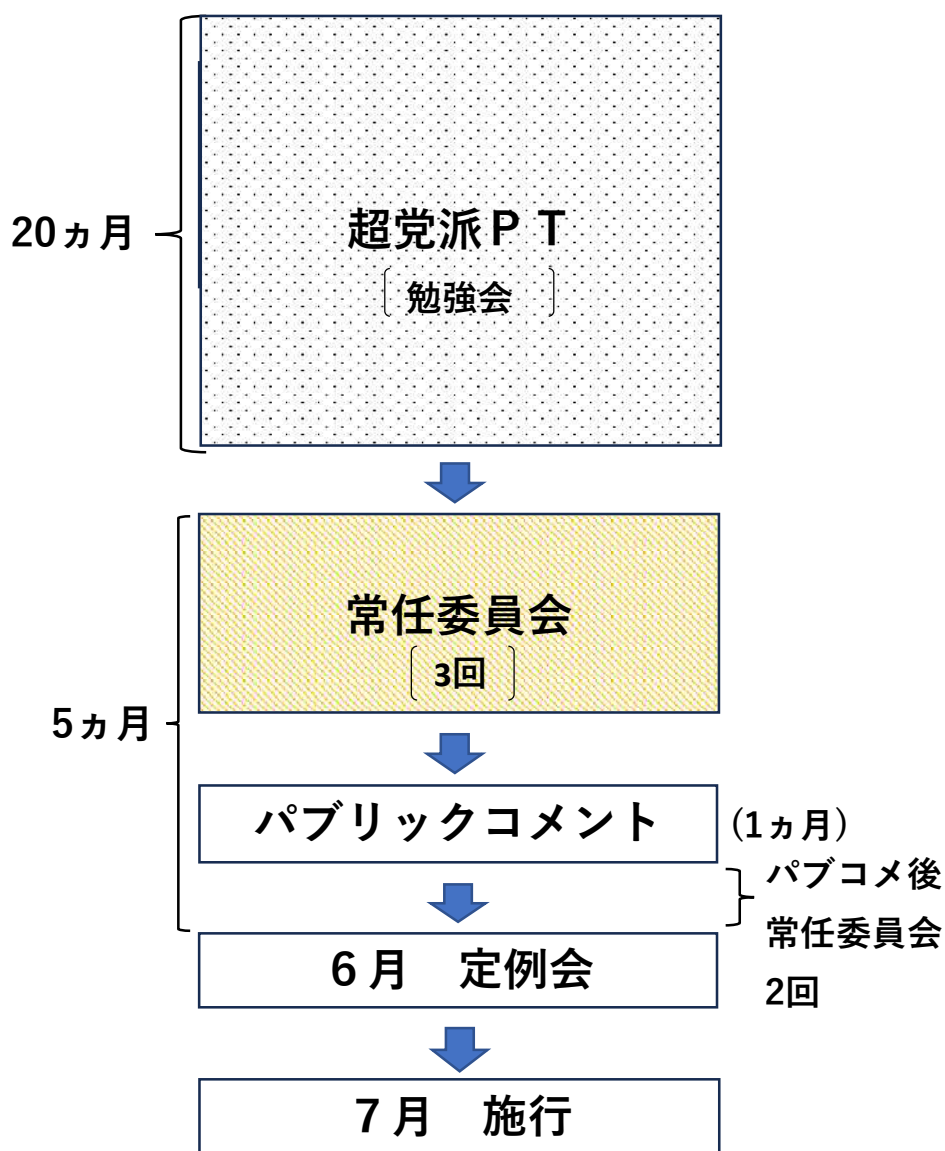 20ヵ月
超党派ＰＴ
〔勉強会〕
常任委員会
〔3回〕
5ヵ月
パブリックコメント
(1ヵ月)
パブコメ後
常任委員会
2回
６月　定例会
７月　施行